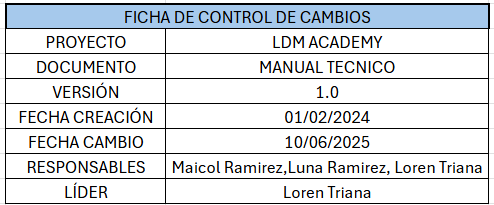 FICHA DE CONTROL DE CAMBIOS
PROYECTO LDM ACADEMY
DOCUMENTO MANUAL TECNICO
VERSIÓN 1.0
FECHA CREACIÓN 01/02/2024
FECHA CAMBIO 10/06/2025
RESPONSABLES Maicol Ramirez,Luna Ramirez, Loren Triana
LÍDER Loren Triana